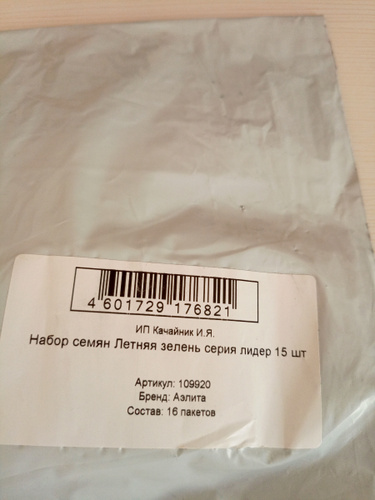 4 601729 176821
ИП Качайник И.Я.
Набор семян Летняя зелень серия лидер 15 шт
Артикул: 109920
Бренд: Аэлита
Состав: 16 пакетов